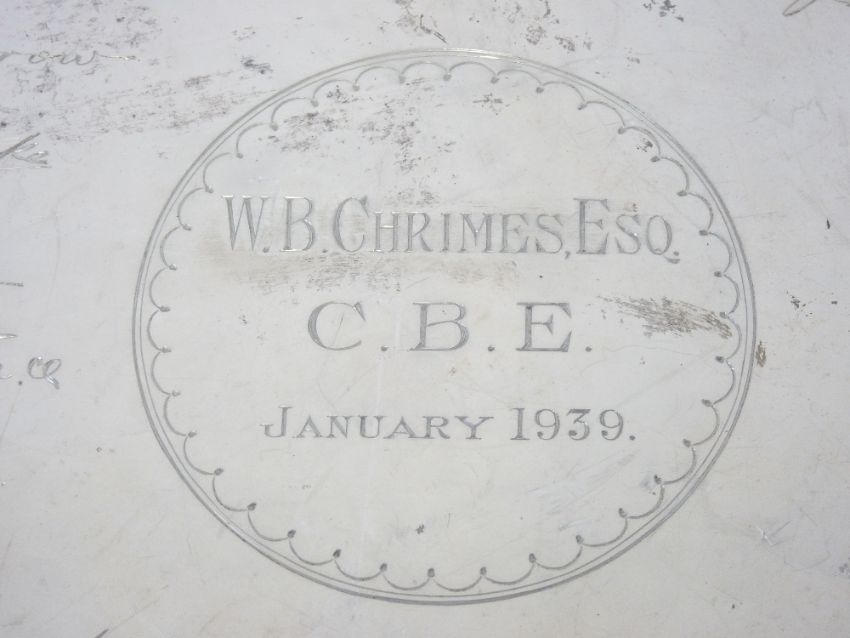 W. B. CHRIMES, ESQ.
C. B. E.
JANUARY 1939.